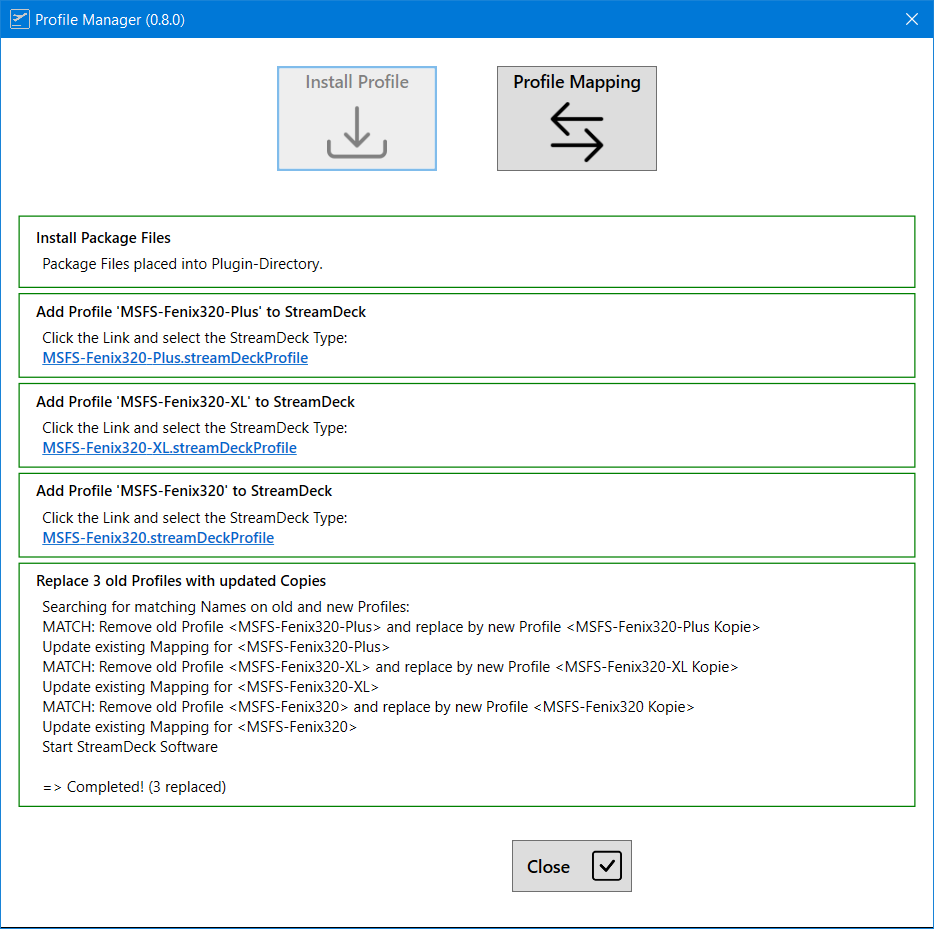 Profile Manager (0.8.0)
Install Profile
Profile Mapping
Install Package Files
Package Files placed into Plugin-Directory.
Add Profile 'MSFS-Fenix320-Plus' to StreamDeck
Click the Link and select the StreamDeck Type:
MSFS-Fenix320-Plus.streamDeckProfile
Add Profile 'MSFS-Fenix320-XL' to StreamDeck
Click the Link and select the StreamDeck Type:
MSFS-Fenix320-XL.streamDeckProfile
Add Profile 'MSFS-Fenix320' to StreamDeck
Click the Link and select the StreamDeck Type:
MSFS-Fenix320.streamDeckProfile
Replace 3 old Profiles with updated Copies
Searching for matching Names on old and new Profiles:
MATCH: Remove old Profile <MSFS-Fenix320-Plus> and replace by new Profile <MSFS-Fenix320-Plus Kopie>
Update existing Mapping for <MSFS-Fenix320-Plus>
MATCH: Remove old Profile <MSFS-Fenix320-XL> and replace by new Profile <MSFS-Fenix320-XL Kopie>
Update existing Mapping for <MSFS-Fenix320-XL>
MATCH: Remove old Profile <MSFS-Fenix320> and replace by new Profile <MSFS-Fenix320 Kopie>
Update existing Mapping for <MSFS-Fenix320>
Start StreamDeck Software
=> Completed! (3 replaced)
Close